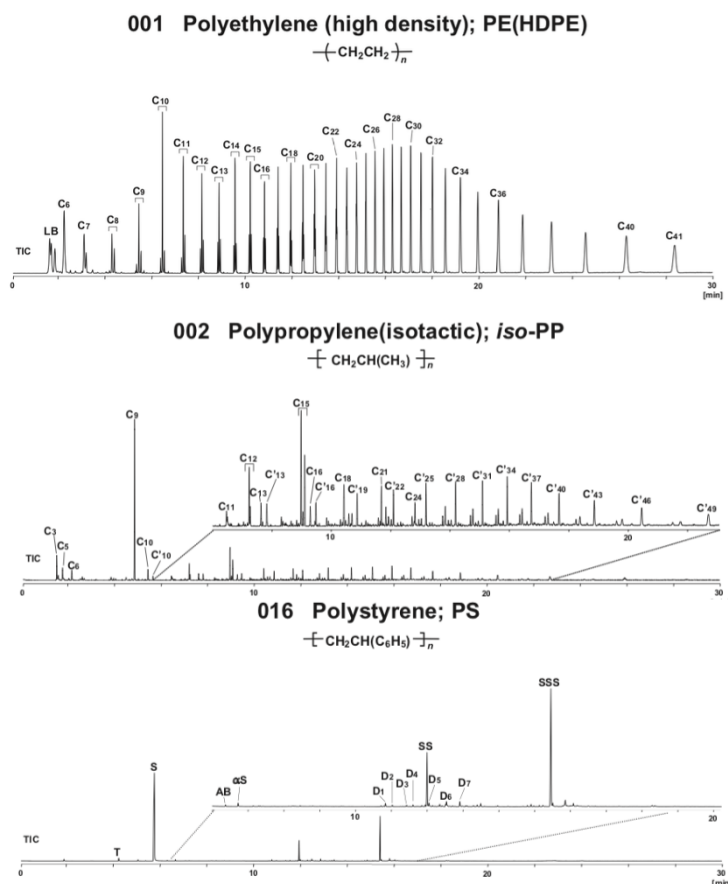 001 Polyethylene (high density); PE(HDPE)
-(-CH₂CH₂-)-n
C10
C28
C14 C15 C22 C26 C30
C11 C18 C24 C32
C12 C20
C13 C16
C34
C9
C6 C36
C7 C8
LB C40 C41
TIC
0 10 20 30
[min]
002 Polypropylene(isotactic); iso-PP
-[-CH₂CH(CH₃)-]-n
C9 C15
C12
C'13 C16 C18 C21 C'25 C'28 C'31 C'34 C'37
C13 C'16 C'19 C'22 C24 C'40 C'43 C'46 C'49
C11
10 20
C3
C5
C6 C10 C'10
TIC
0 10 20 30
016 Polystyrene; PS
-[-CH₂CH(C₆H₅)-]-n
SSS
S SS
AB αS D1 D2 D3 D4 D5 D6 D7
10 20
TIC
T
0 10 20 30
[min]